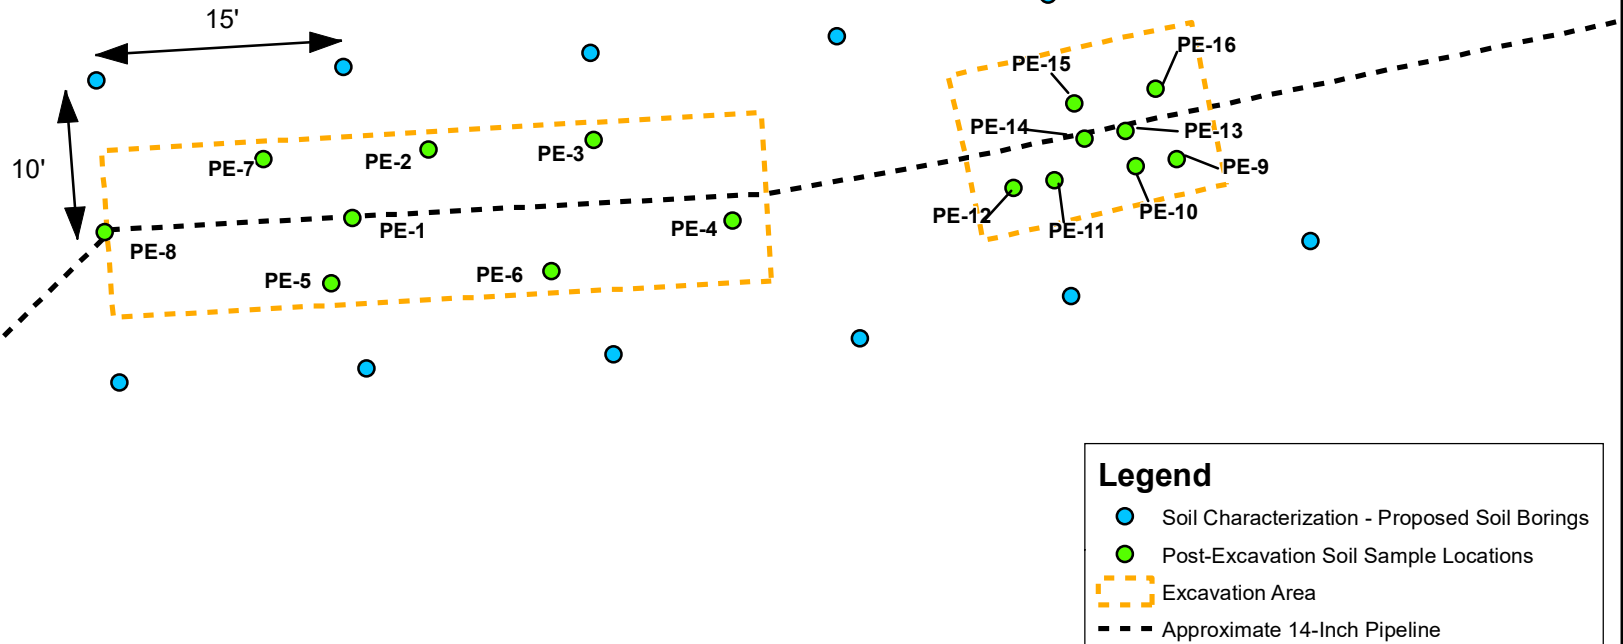 15'
10'
PE-7
PE-2
PE-3
PE-8
PE-1
PE-4
PE-5
PE-6
PE-15
PE-16
PE-14
PE-13
PE-9
PE-12
PE-11
PE-10
Legend
Soil Characterization - Proposed Soil Borings
Post-Excavation Soil Sample Locations
Excavation Area
Approximate 14-Inch Pipeline